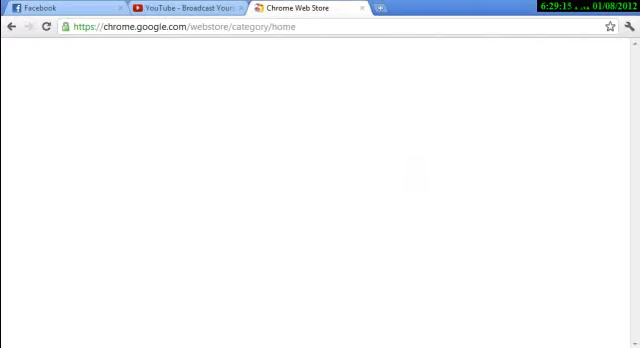 Facebook
YouTube - Broadcast Yours
Chrome Web Store
6:29:15 01/08/2012
https://chrome.google.com/webstore/category/home